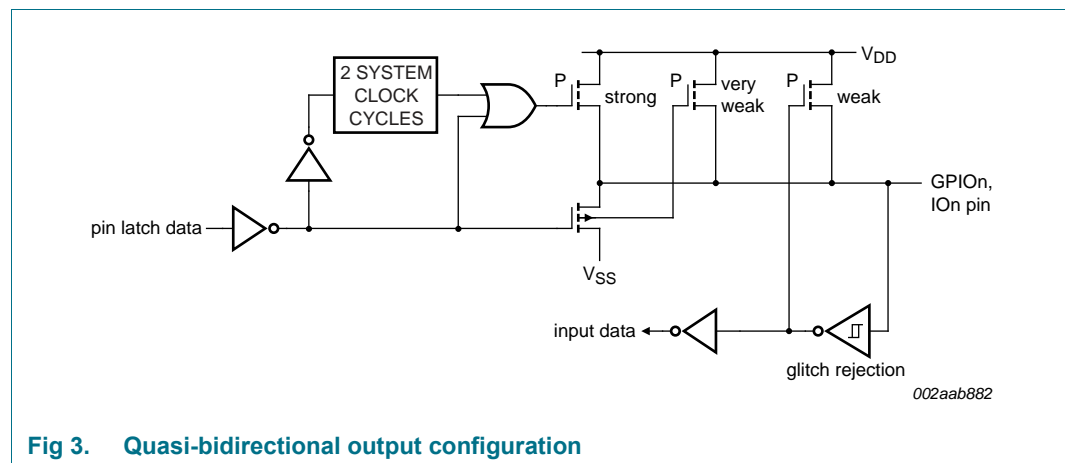 2 SYSTEM
CLOCK
CYCLES
P
strong
P
very
weak
P
weak
VDD
pin latch data
VSS
GPIOn,
IOn pin
input data
glitch rejection
002aab882
Fig 3. Quasi-bidirectional output configuration